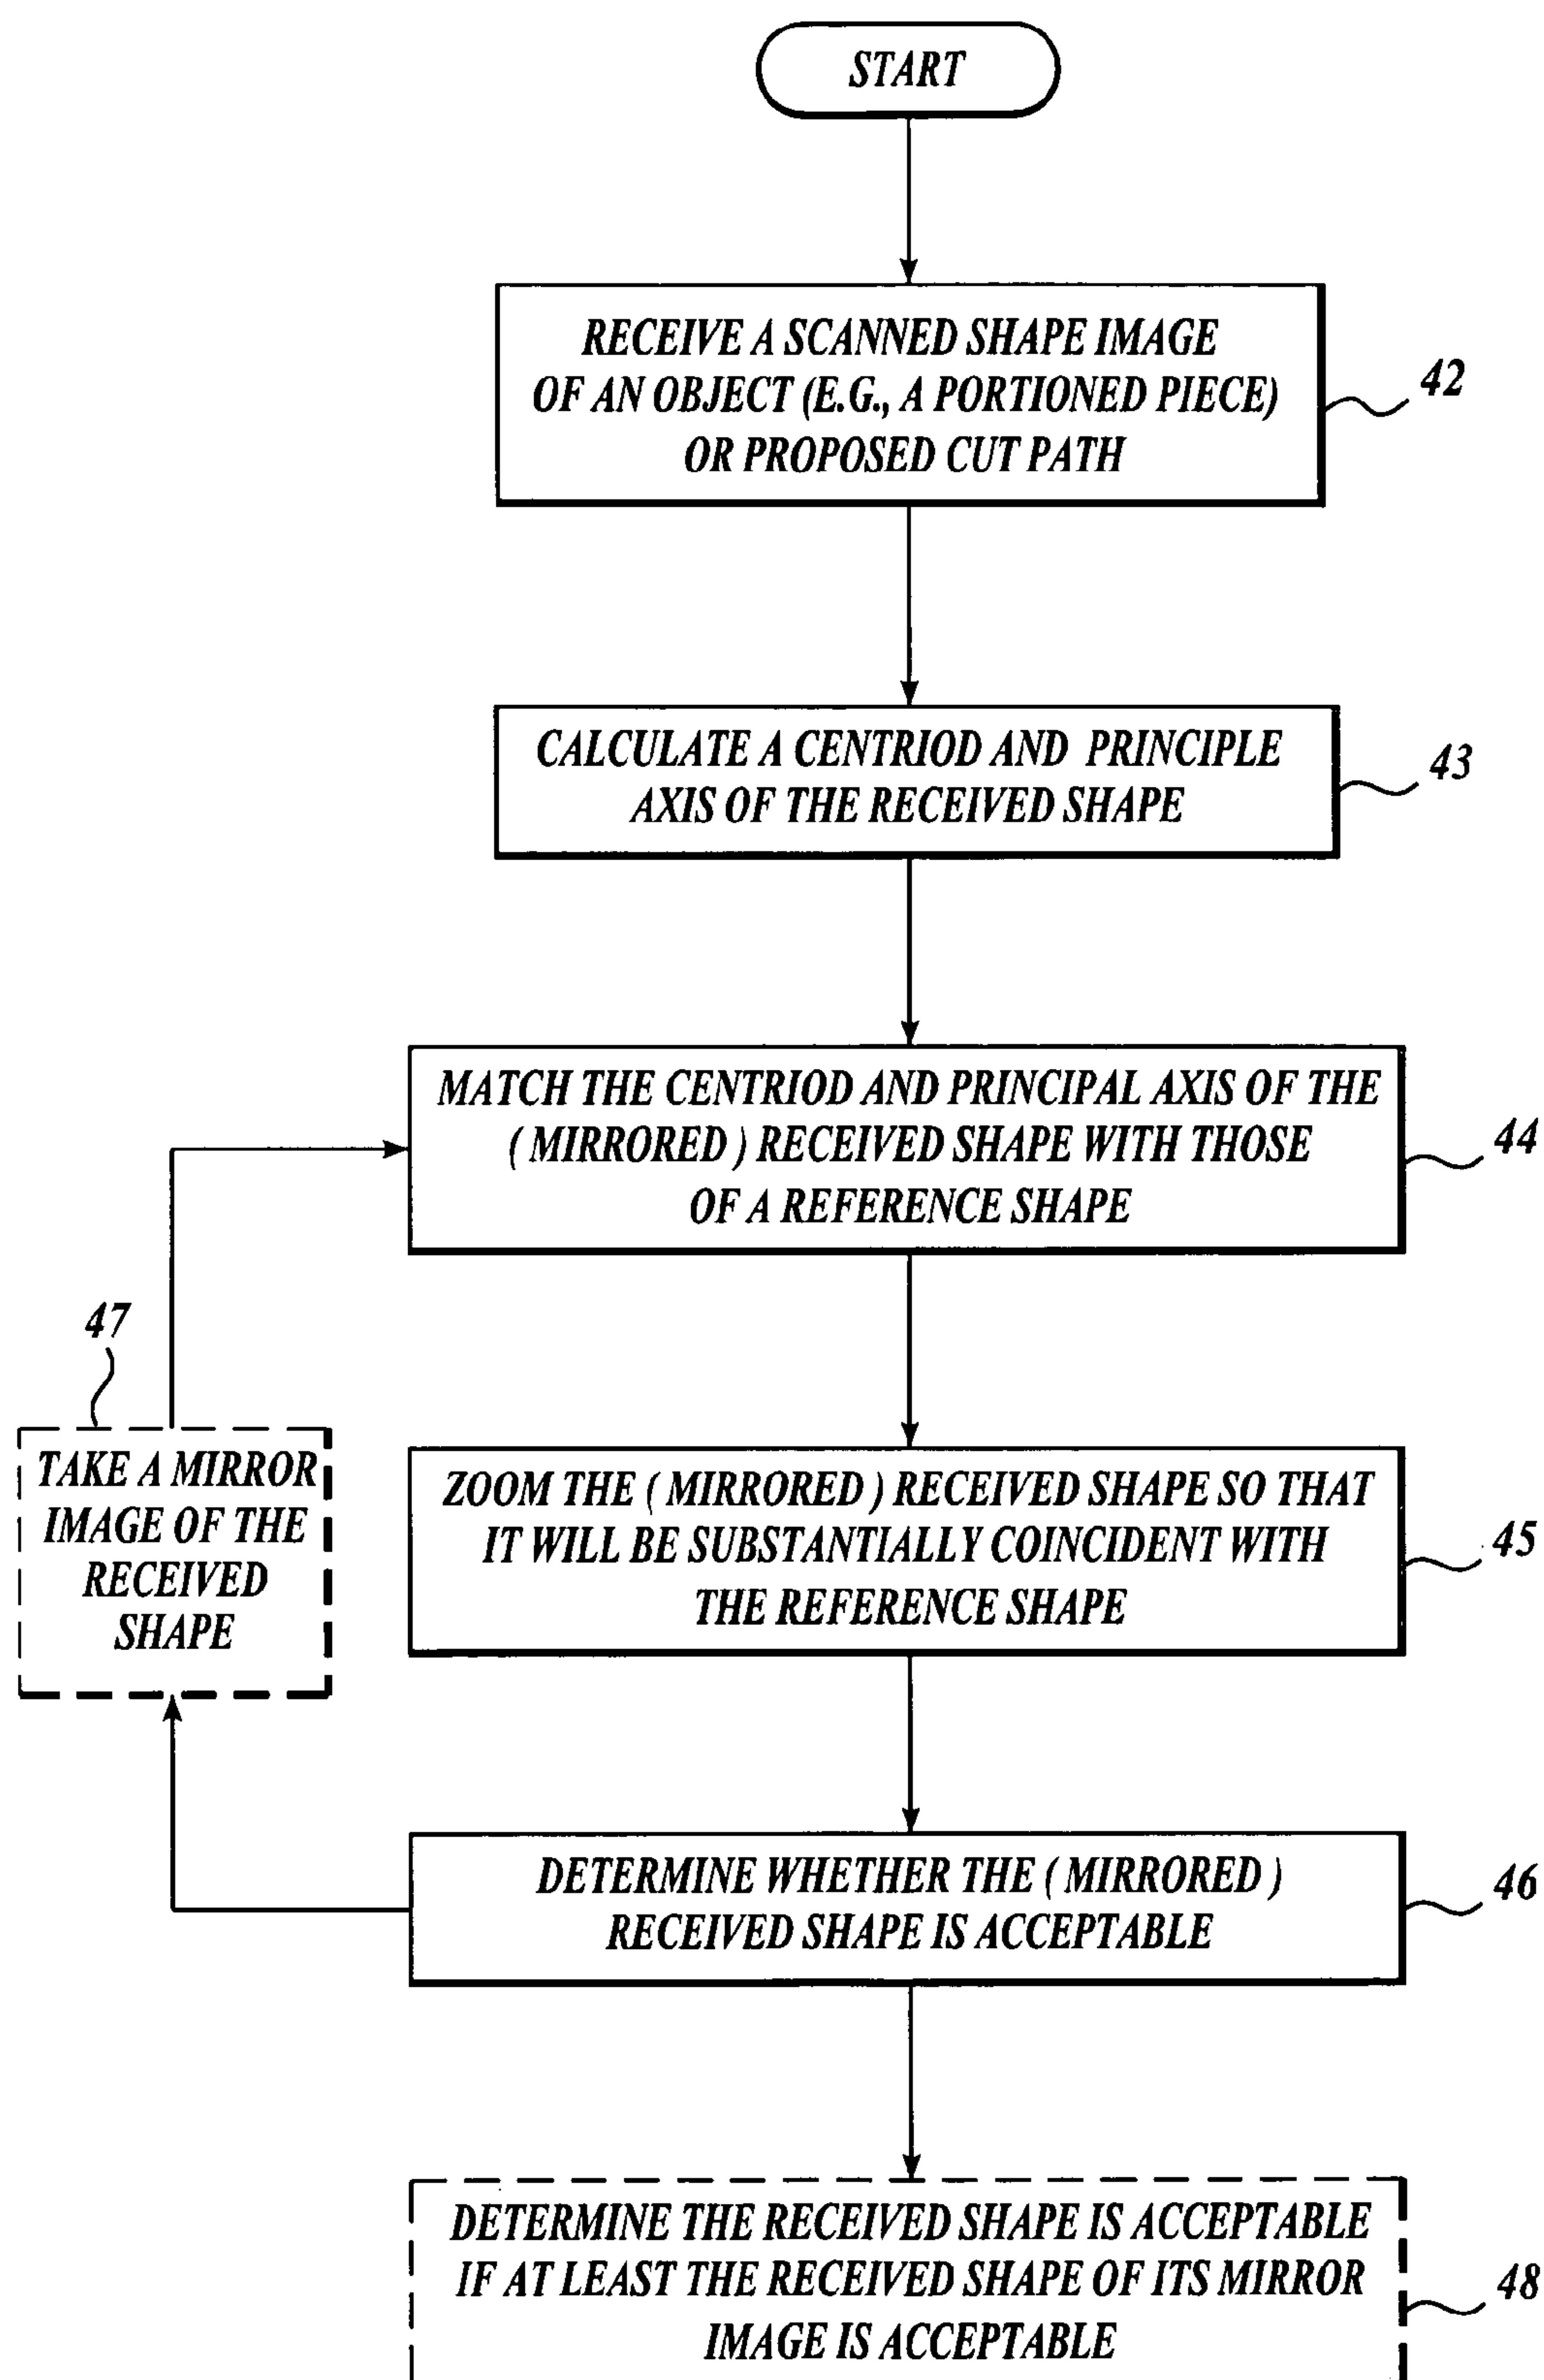 START
RECEIVE A SCANNED SHAPE IMAGE
OF AN OBJECT (E.G., A PORTIONED PIECE)
OR PROPOSED CUT PATH
42
CALCULATE A CENTRIOD AND PRINCIPLE
AXIS OF THE RECEIVED SHAPE
43
MATCH THE CENTRIOD AND PRINCIPAL AXIS OF THE
( MIRRORED ) RECEIVED SHAPE WITH THOSE
OF A REFERENCE SHAPE
44
47
TAKE A MIRROR
IMAGE OF THE
RECEIVED
SHAPE
ZOOM THE ( MIRRORED ) RECEIVED SHAPE SO THAT
IT WILL BE SUBSTANTIALLY COINCIDENT WITH
THE REFERENCE SHAPE
45
DETERMINE WHETHER THE ( MIRRORED )
RECEIVED SHAPE IS ACCEPTABLE
46
DETERMINE THE RECEIVED SHAPE IS ACCEPTABLE
IF AT LEAST THE RECEIVED SHAPE OF ITS MIRROR
IMAGE IS ACCEPTABLE
48